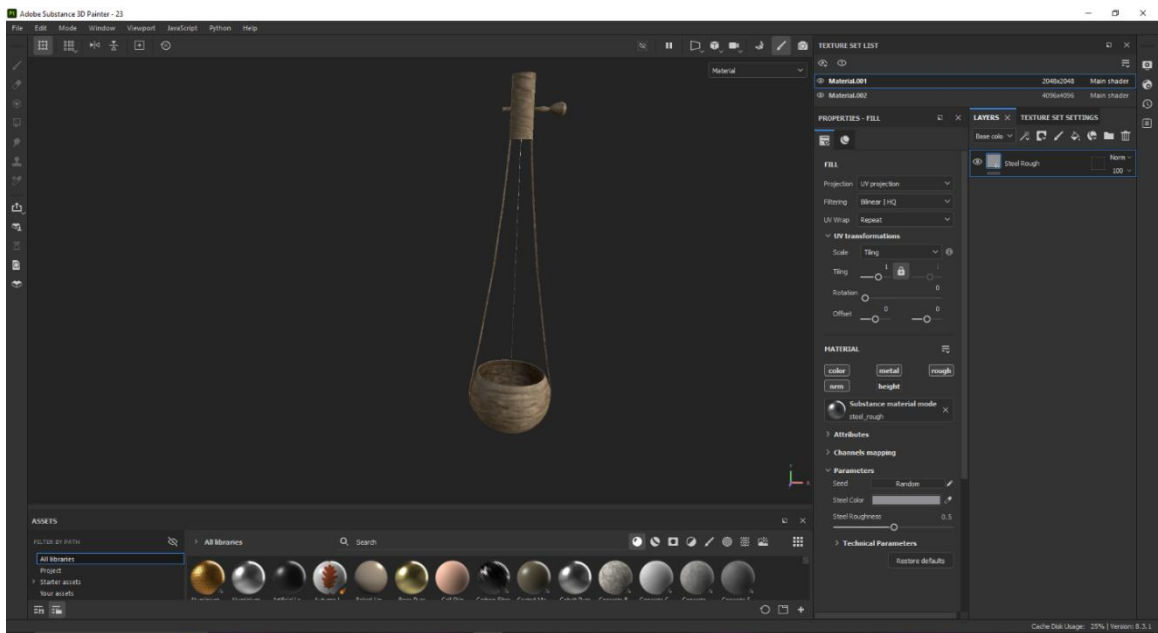 Adobe Substance 3D Painter - 23
File Edit Mode Window Viewport JavaScript Python Help
Material
TEXTURE SET LIST
Material.001 2048x2048 Main shader
Material.002 4096x4096 Main shader
PROPERTIES - FILL
LAYERS TEXTURE SET SETTINGS
Base colo
Steel Rough Norm
100
FILL
Projection UV projection
Filtering Bilinear | HQ
UV Wrap Repeat
UV transformations
Scale Tiling
Tiling 1 1
Rotation 0
Offset 0 0
MATERIAL
color metal rough
nrm height
Substance material mode
steel_rough
Attributes
Channels mapping
Parameters
Seed Random
Steel Color
Steel Roughness 0.5
Technical Parameters
Restore defaults
ASSETS
FILTER BY PATH
All libraries
Search
All libraries
Project
Starter assets
Your assets
Cache Disk Usage: 25% | Version: 8.3.1